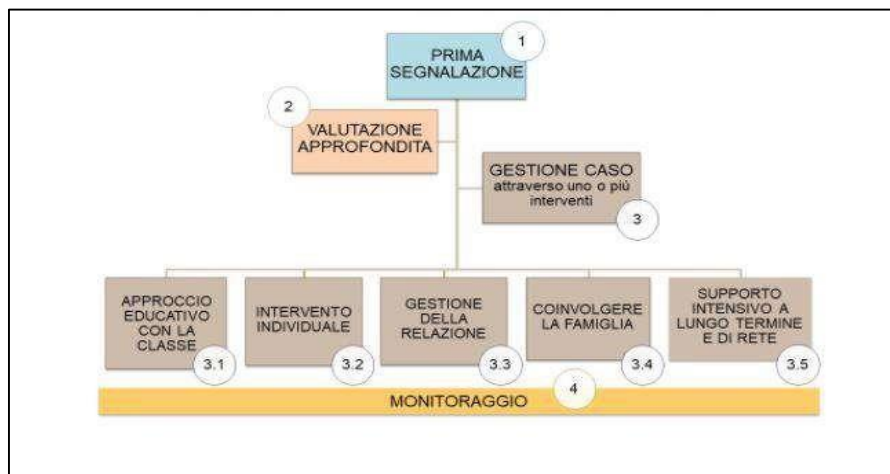 1
PRIMA
SEGNALAZIONE
2
VALUTAZIONE
APPROFONDITA
GESTIONE CASO
attraverso uno o più
interventi
3
APPROCCIO
EDUCATIVO
CON LA
CLASSE
3.1
INTERVENTO
INDIVIDUALE
3.2
GESTIONE
DELLA
RELAZIONE
3.3
COINVOLGERE
LA FAMIGLIA
3.4
SUPPORTO
INTENSIVO A
LUNGO TERMINE
E DI RETE
3.5
4
MONITORAGGIO